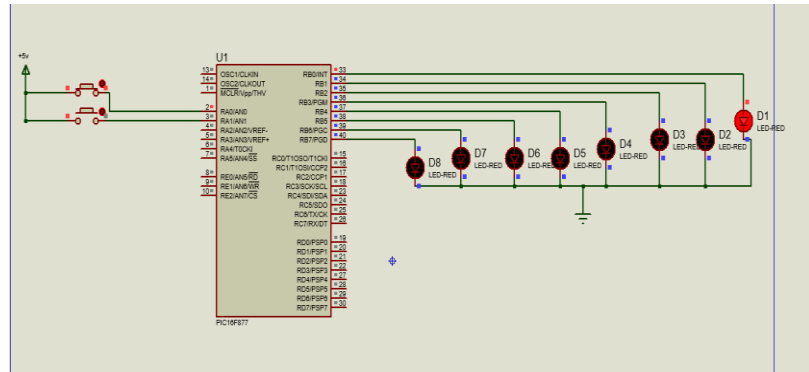 +5v
U1
13 OSC1/CLKIN RB0/INT 33
14 OSC2/CLKOUT RB1 34
1 MCLR/Vpp/THV RB2 35
RB3/PGM 36
2 RA0/AN0 RB4 37
3 RA1/AN1 RB5 38
4 RA2/AN2/VREF- RB6/PGC 39
5 RA3/AN3/VREF+ RB7/PGD 40
6 RA4/T0CKI
7 RA5/AN4/SS RC0/T1OSO/T1CKI 15
RC1/T1OSI/CCP2 16
8 RE0/AN5/RD RC2/CCP1 17
9 RE1/AN6/WR RC3/SCK/SCL 18
10 RE2/AN7/CS RC4/SDI/SDA 23
RC5/SDO 24
RC6/TX/CK 25
RC7/RX/DT 26
RD0/PSP0 19
RD1/PSP1 20
RD2/PSP2 21
RD3/PSP3 22
RD4/PSP4 27
RD5/PSP5 28
RD6/PSP6 29
RD7/PSP7 30
PIC16F877
D8
LED-RED
D7
LED-RED
D6
LED-RED
D5
LED-RED
D4
LED-RED
D3
LED-RED
D2
LED-RED
D1
LED-RED